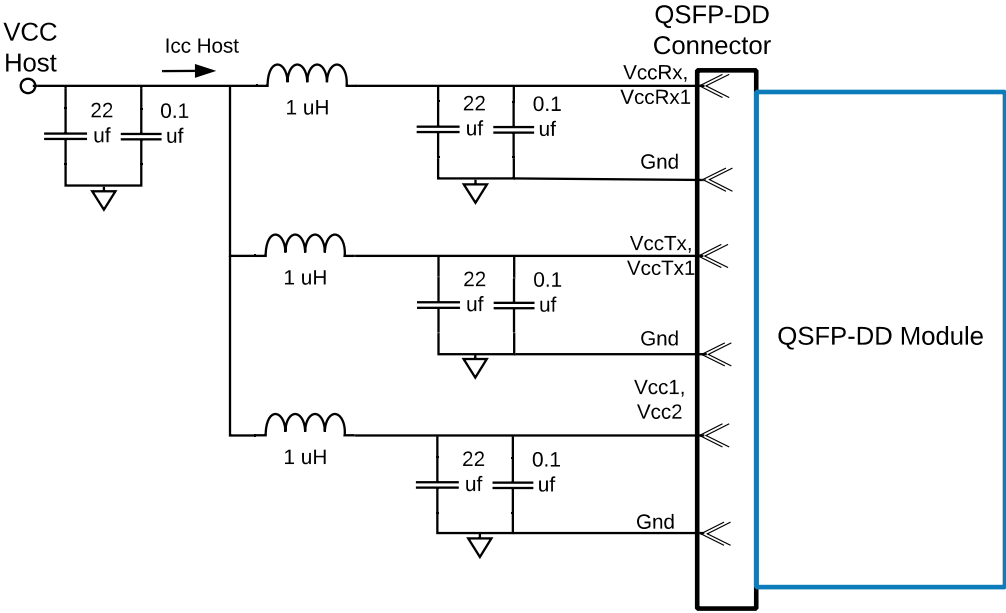 VCC
Host
Icc Host
QSFP-DD
Connector
22
uf
0.1
uf
1 uH
22
uf
0.1
uf
VccRx,
VccRx1
Gnd
1 uH
22
uf
0.1
uf
VccTx,
VccTx1
Gnd
QSFP-DD Module
1 uH
22
uf
0.1
uf
Vcc1,
Vcc2
Gnd